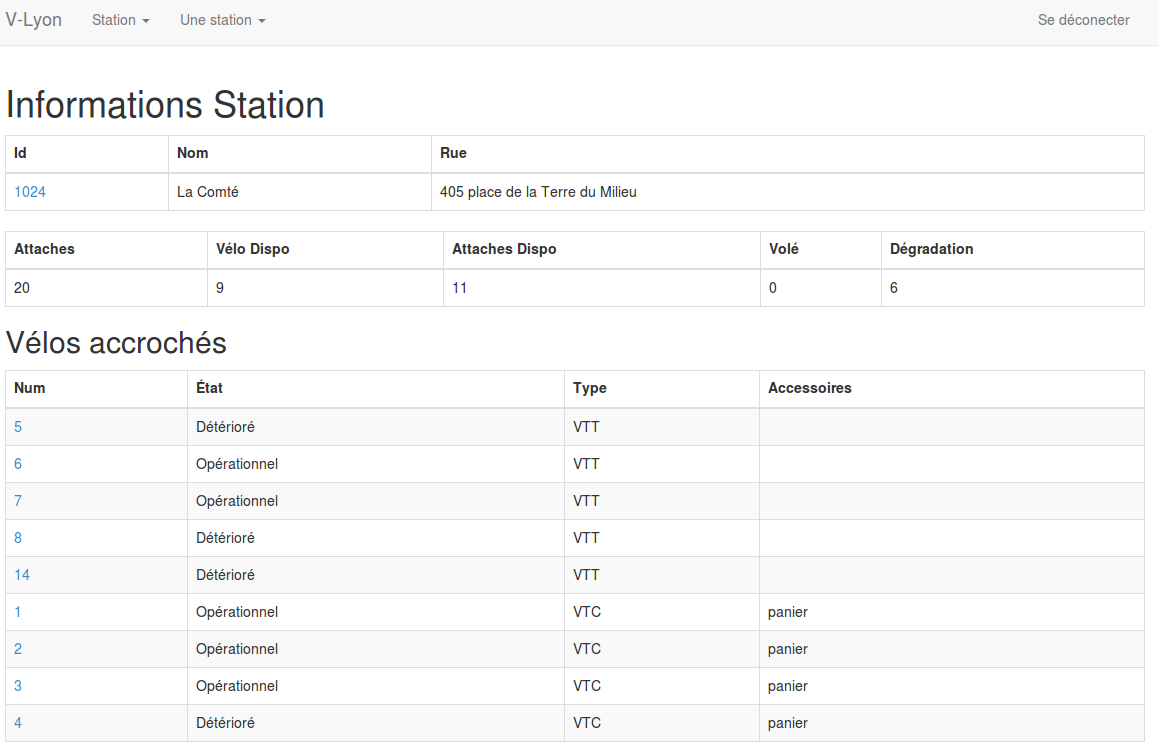 V-Lyon Station Une station Se déconecter
Informations Station
Id Nom Rue
1024 La Comté 405 place de la Terre du Milieu
Attaches Vélo Dispo Attaches Dispo Volé Dégradation
20 9 11 0 6
Vélos accrochés
Num État Type Accessoires
5 Détérioré VTT
6 Opérationnel VTT
7 Opérationnel VTT
8 Détérioré VTT
14 Détérioré VTT
1 Opérationnel VTC panier
2 Opérationnel VTC panier
3 Opérationnel VTC panier
4 Détérioré VTC panier